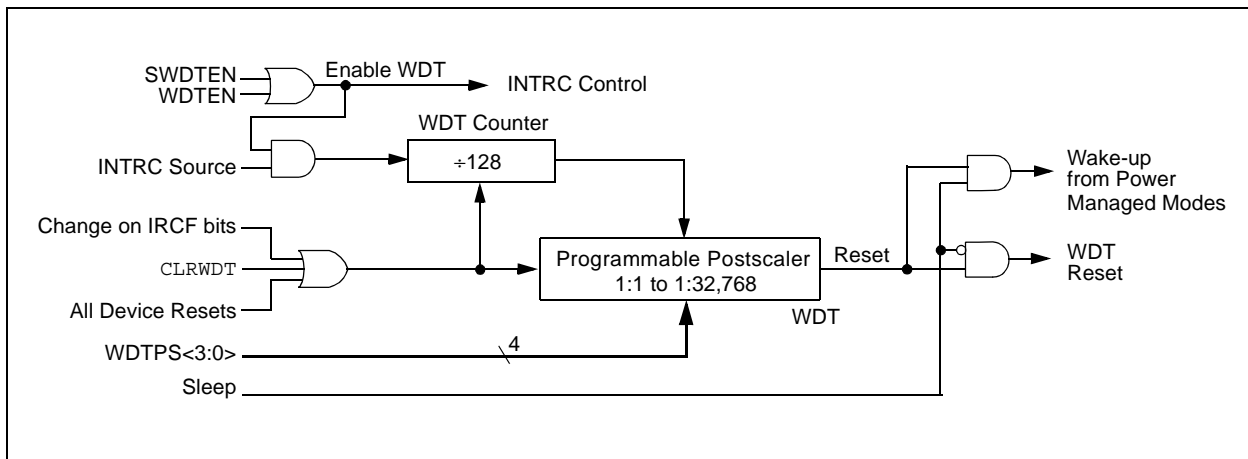 SWDTEN
WDTEN
Enable WDT
INTRC Control
WDT Counter
INTRC Source
÷128
Wake-up
from Power
Managed Modes
Change on IRCF bits
CLRWDT
All Device Resets
Programmable Postscaler
1:1 to 1:32,768
Reset
WDT
WDT
Reset
WDTPS<3:0>
4
Sleep